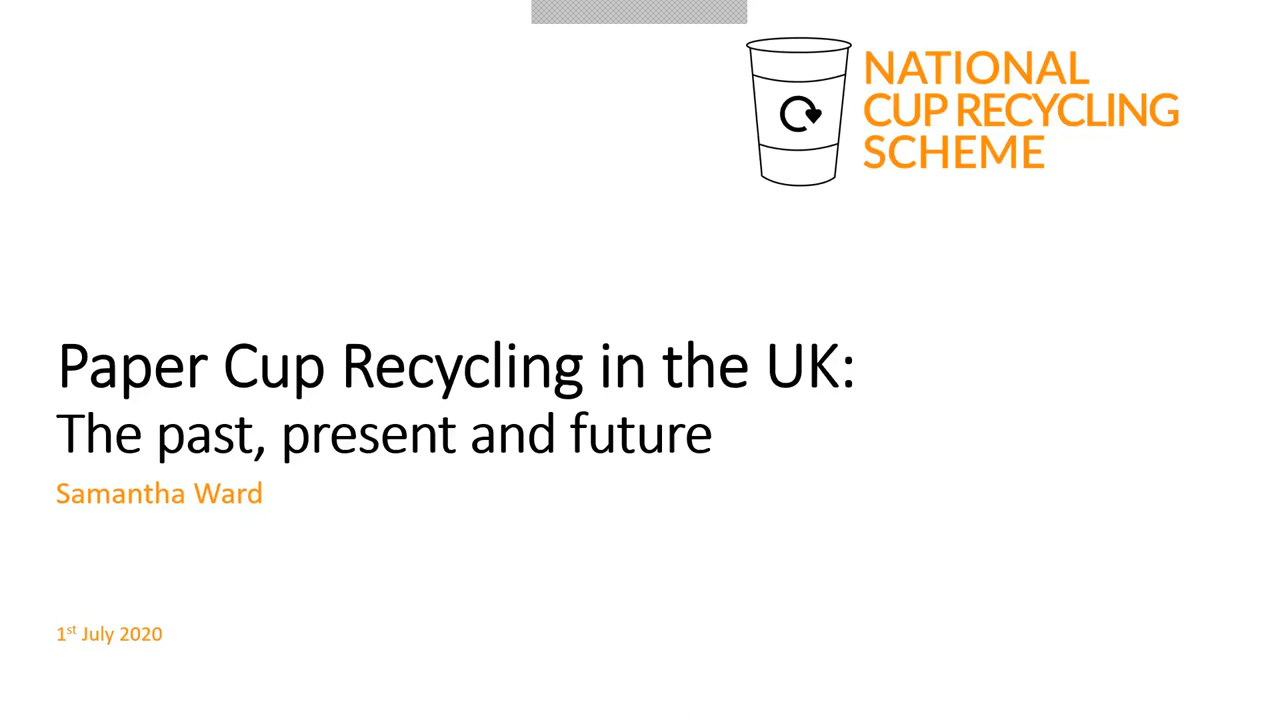 NATIONAL
CUP RECYCLING
SCHEME
Paper Cup Recycling in the UK:
The past, present and future
Samantha Ward
1st July 2020